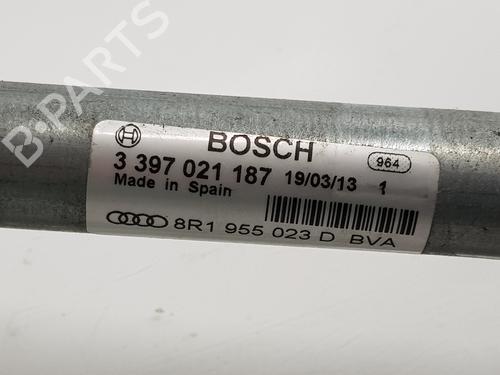 B-PARTS
BOSCH
964
3 397 021 187 19/03/13 1
Made in Spain
8R1 955 023 D BVA